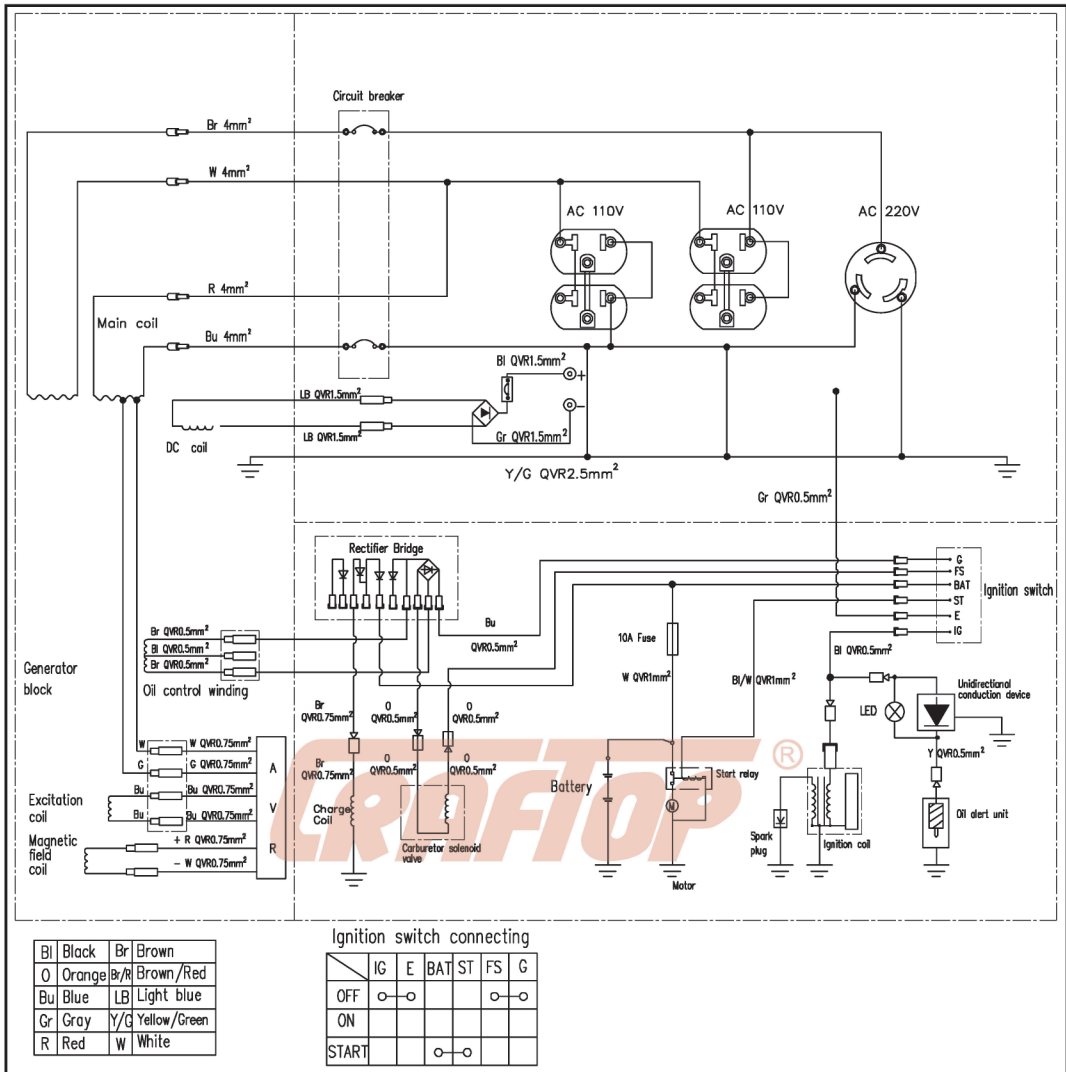 Circuit breaker
Br 4mm²
W 4mm²
AC 110V
AC 110V
AC 220V
R 4mm²
Main coil
Bu 4mm²
Bl QVR1.5mm²
+
LB QVR1.5mm²
−
LB QVR1.5mm²
Gr QVR1.5mm²
DC coil
Y/G QVR2.5mm²
Gr QVR0.5mm²
Rectifier Bridge
G
FS
BAT
ST
E
IG
Ignition switch
Bu
QVR0.5mm²
10A Fuse
Br QVR0.5mm²
Bl QVR0.5mm²
Br QVR0.5mm²
Bl QVR0.5mm²
Generator
block
Oil control winding
W QVR1mm²
Bl/W QVR1mm²
Unidirectional
conduction device
LED
Br
QVR0.75mm²
O
QVR0.5mm²
O
QVR0.5mm²
W
W QVR0.75mm²
G
G QVR0.75mm²
Bu
Bu QVR0.75mm²
Bu
Bu QVR0.75mm²
+ R QVR0.75mm²
− W QVR0.75mm²
A
V
R
Excitation
coil
Magnetic
field
coil
Br
QVR0.75mm²
O
QVR0.5mm²
O
QVR0.5mm²
Y QVR0.5mm²
CRAFTOP ®
Charge
Coil
Carburetor solenoid
valve
Battery
Start relay
M
Motor
Spark
plug
Ignition coil
Oil alert unit
Bl Black Br Brown
O Orange Br/R Brown/Red
Bu Blue LB Light blue
Gr Gray Y/G Yellow/Green
R Red W White
Ignition switch connecting
IG E BAT ST FS G
OFF
ON
START